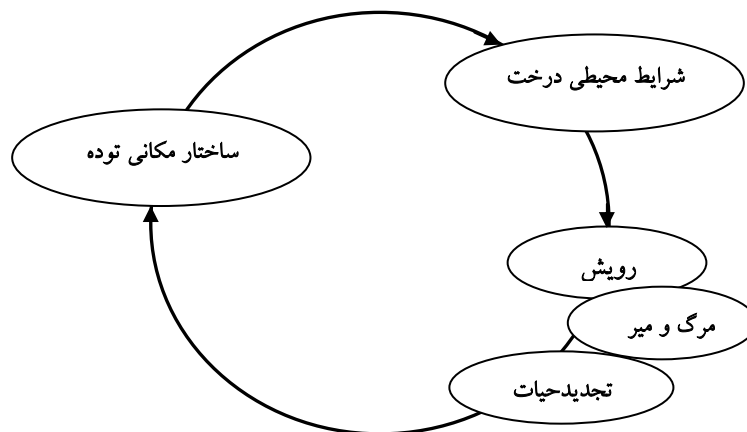 شرایط محیطی درخت
ساختار مکانی توده
رویش
مرگ و میر
تجدیدحیات